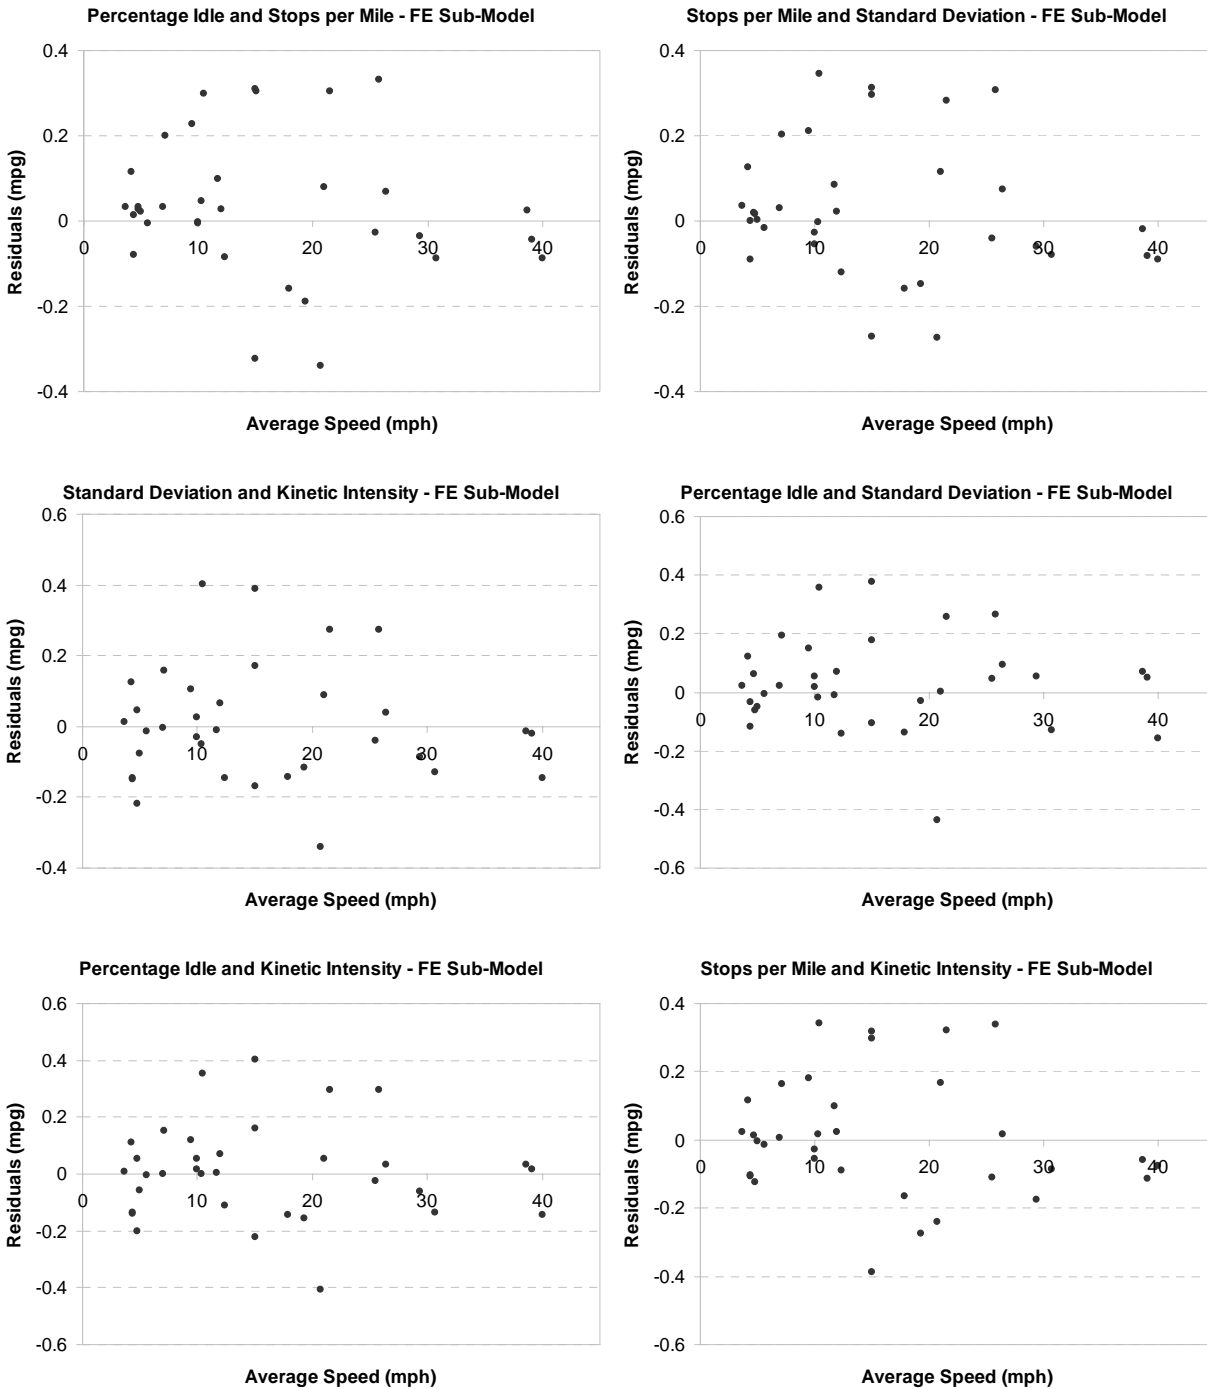 Percentage Idle and Stops per Mile - FE Sub-Model
0.4
0.2
0
-0.2
-0.4
0 10 20 30 40
Residuals (mpg)
Average Speed (mph)
Stops per Mile and Standard Deviation - FE Sub-Model
0.4
0.2
0
-0.2
-0.4
0 10 20 30 40
Residuals (mpg)
Average Speed (mph)
Standard Deviation and Kinetic Intensity - FE Sub-Model
0.6
0.4
0.2
0
-0.2
-0.4
0 10 20 30 40
Residuals (mpg)
Average Speed (mph)
Percentage Idle and Standard Deviation - FE Sub-Model
0.6
0.4
0.2
0
-0.2
-0.4
-0.6
0 10 20 30 40
Residuals (mpg)
Average Speed (mph)
Percentage Idle and Kinetic Intensity - FE Sub-Model
0.6
0.4
0.2
0
-0.2
-0.4
-0.6
0 10 20 30 40
Residuals (mpg)
Average Speed (mph)
Stops per Mile and Kinetic Intensity - FE Sub-Model
0.4
0.2
0
-0.2
-0.4
-0.6
0 10 20 30 40
Residuals (mpg)
Average Speed (mph)